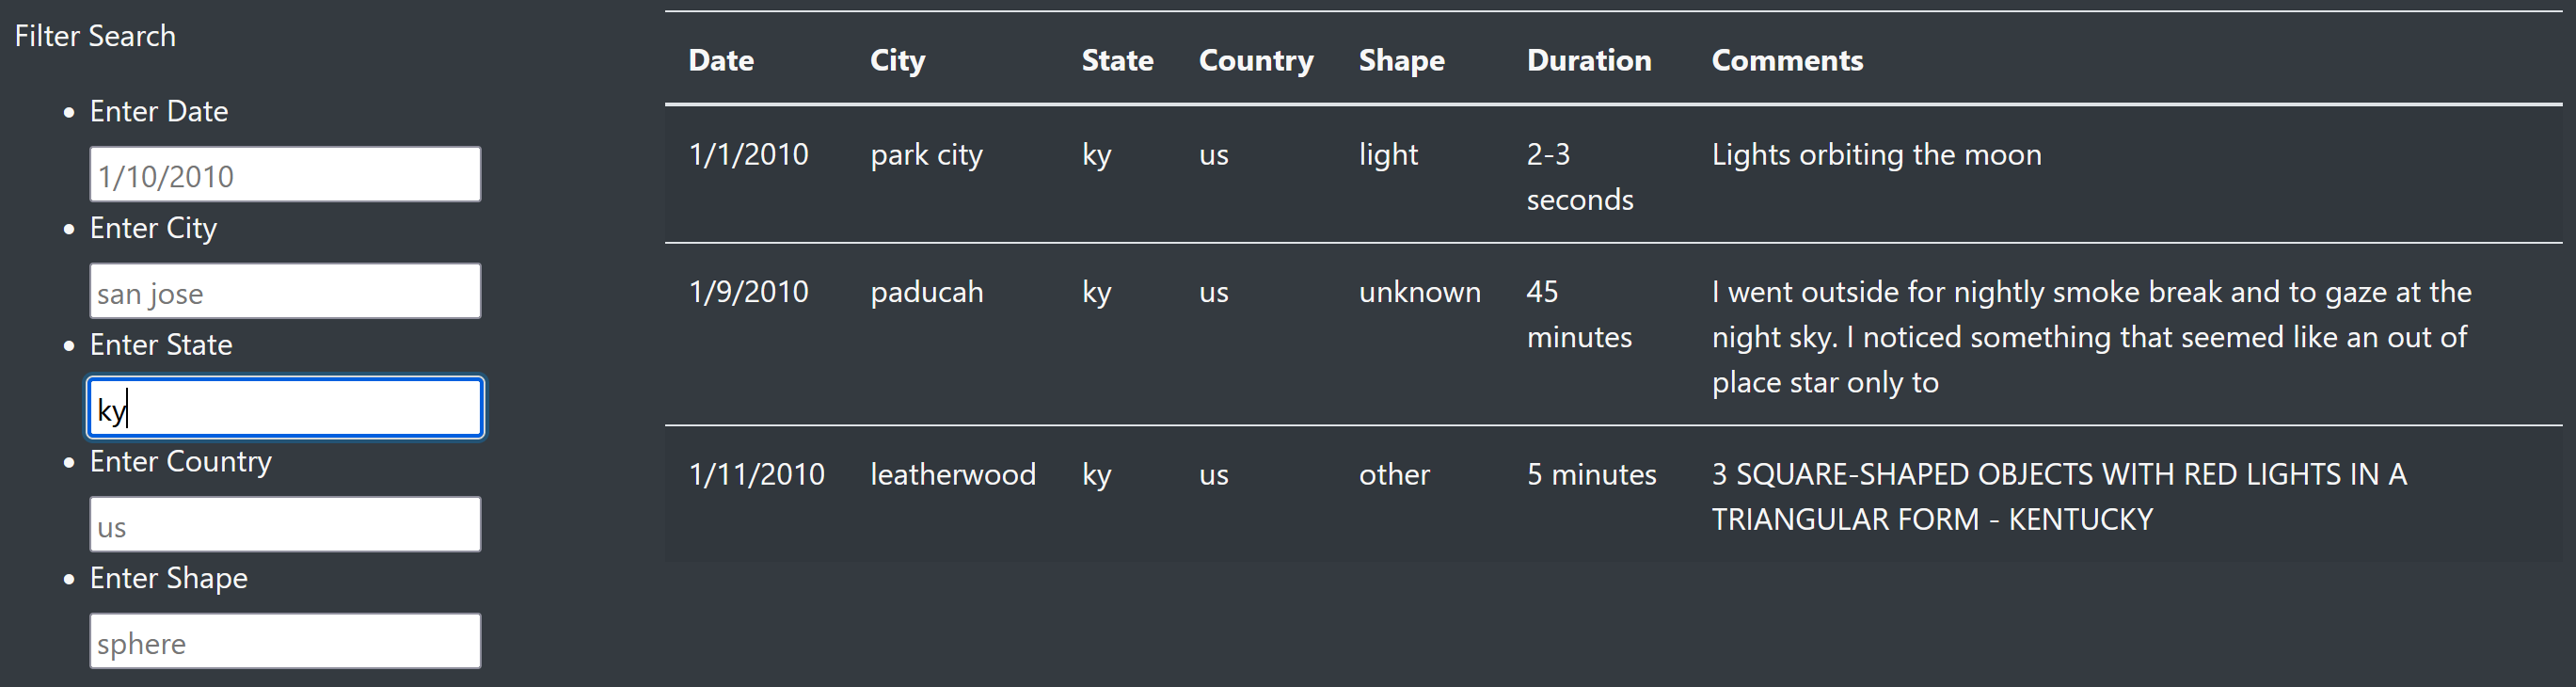 Filter Search
Enter Date
1/10/2010
Enter City
san jose
Enter State
ky
Enter Country
us
Enter Shape
sphere
Date City State Country Shape Duration Comments
1/1/2010 park city ky us light 2-3 Lights orbiting the moon
seconds
1/9/2010 paducah ky us unknown 45 I went outside for nightly smoke break and to gaze at the
minutes night sky. I noticed something that seemed like an out of
place star only to
1/11/2010 leatherwood ky us other 5 minutes 3 SQUARE-SHAPED OBJECTS WITH RED LIGHTS IN A
TRIANGULAR FORM - KENTUCKY